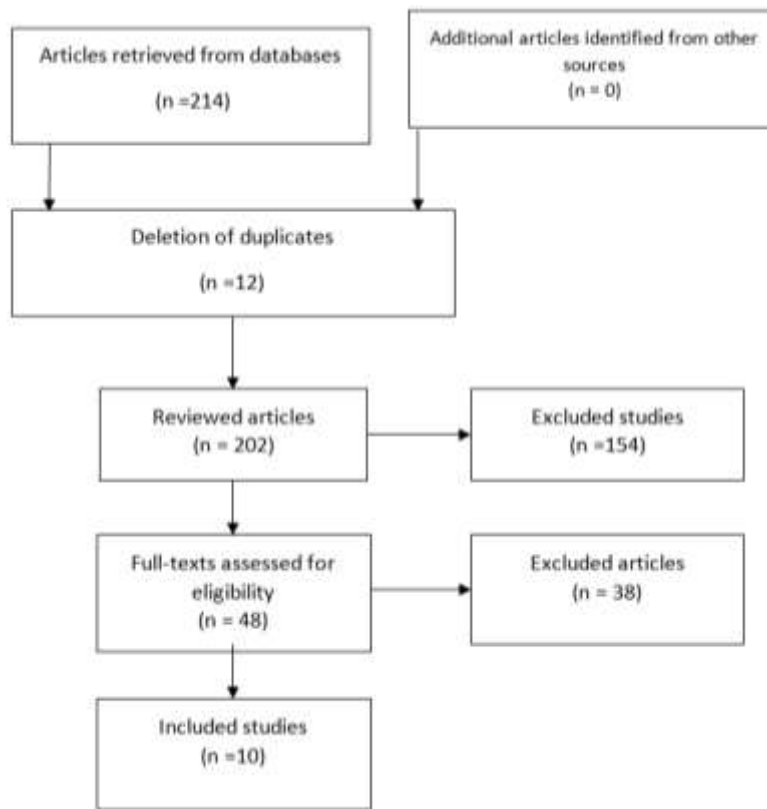 Articles retrieved from databases
(n =214)
Additional articles identified from other
sources
(n = 0)
Deletion of duplicates
(n =12)
Reviewed articles
(n = 202)
Excluded studies
(n =154)
Full-texts assessed for
eligibility
(n = 48)
Excluded articles
(n = 38)
Included studies
(n =10)